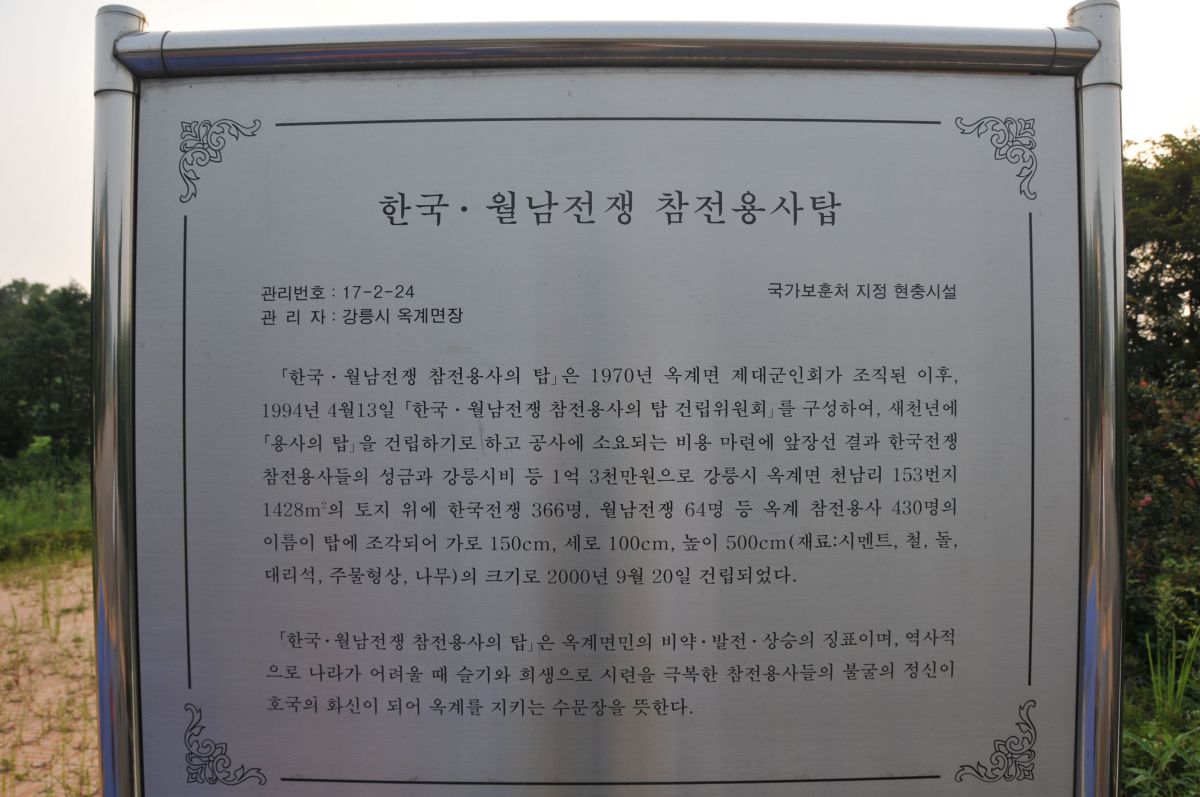 한국·월남전쟁 참전용사탑
관리번호 : 17-2-24
국가보훈처 지정 현충시설
관 리 자 : 강릉시 옥계면장
「한국·월남전쟁 참전용사의 탑」은 1970년 옥계면 제대군인회가 조직된 이후,
1994년 4월13일 「한국·월남전쟁 참전용사의 탑 건립위원회」를 구성하여, 새천년에
「용사의 탑」을 건립하기로 하고 공사에 소요되는 비용 마련에 앞장선 결과 한국전쟁
참전용사들의 성금과 강릉시비 등 1억 3천만원으로 강릉시 옥계면 천남리 153번지
1428m²의 토지 위에 한국전쟁 366명, 월남전쟁 64명 등 옥계 참전용사 430명의
이름이 탑에 조각되어 가로 150cm, 세로 100cm, 높이 500cm(재료:시멘트, 철, 돌,
대리석, 주물형상, 나무)의 크기로 2000년 9월 20일 건립되었다.
「한국·월남전쟁 참전용사의 탑」은 옥계면민의 비약·발전·상승의 징표이며, 역사적
으로 나라가 어려울 때 슬기와 희생으로 시련을 극복한 참전용사들의 불굴의 정신이
호국의 화신이 되어 옥계를 지키는 수문장을 뜻한다.